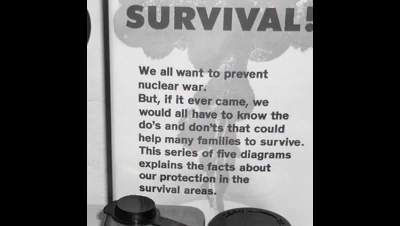 SURVIVAL!
We all want to prevent
nuclear war.
But, if it ever came, we
would all have to know the
do's and don'ts that could
help many families to survive.
This series of five diagrams
explains the facts about
our protection in the
survival areas.